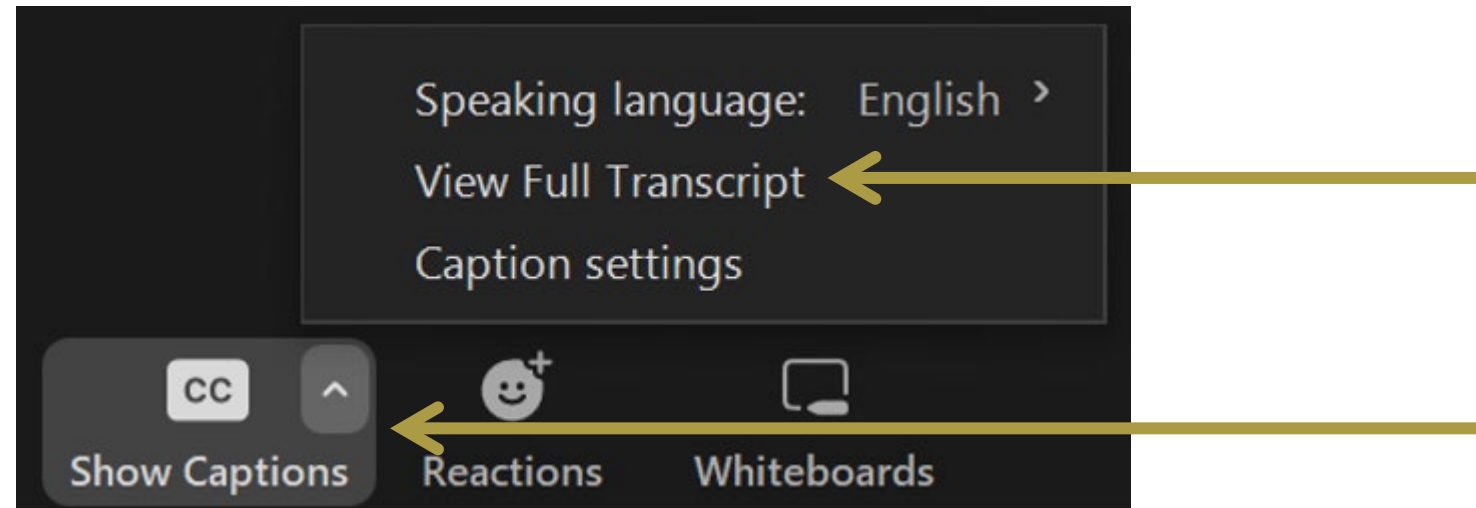 Speaking language: English >
View Full Transcript
Caption settings
CC
Show Captions Reactions Whiteboards